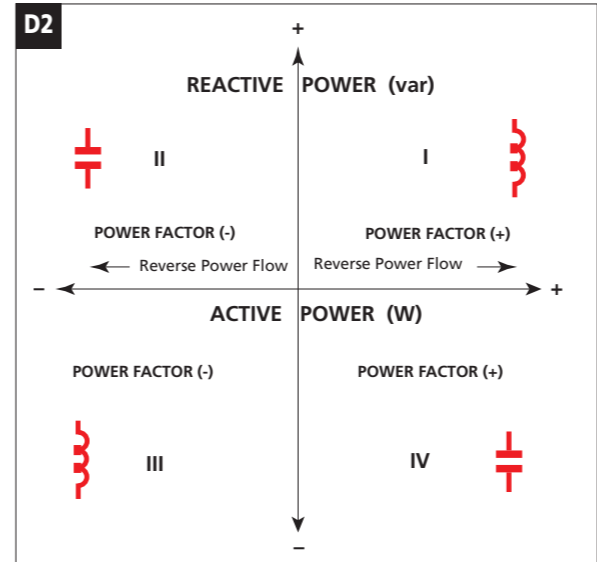 D2
+
REACTIVE POWER (var)
II
I
POWER FACTOR (-)
POWER FACTOR (+)
Reverse Power Flow
Reverse Power Flow
–
+
ACTIVE POWER (W)
POWER FACTOR (-)
POWER FACTOR (+)
III
IV
–